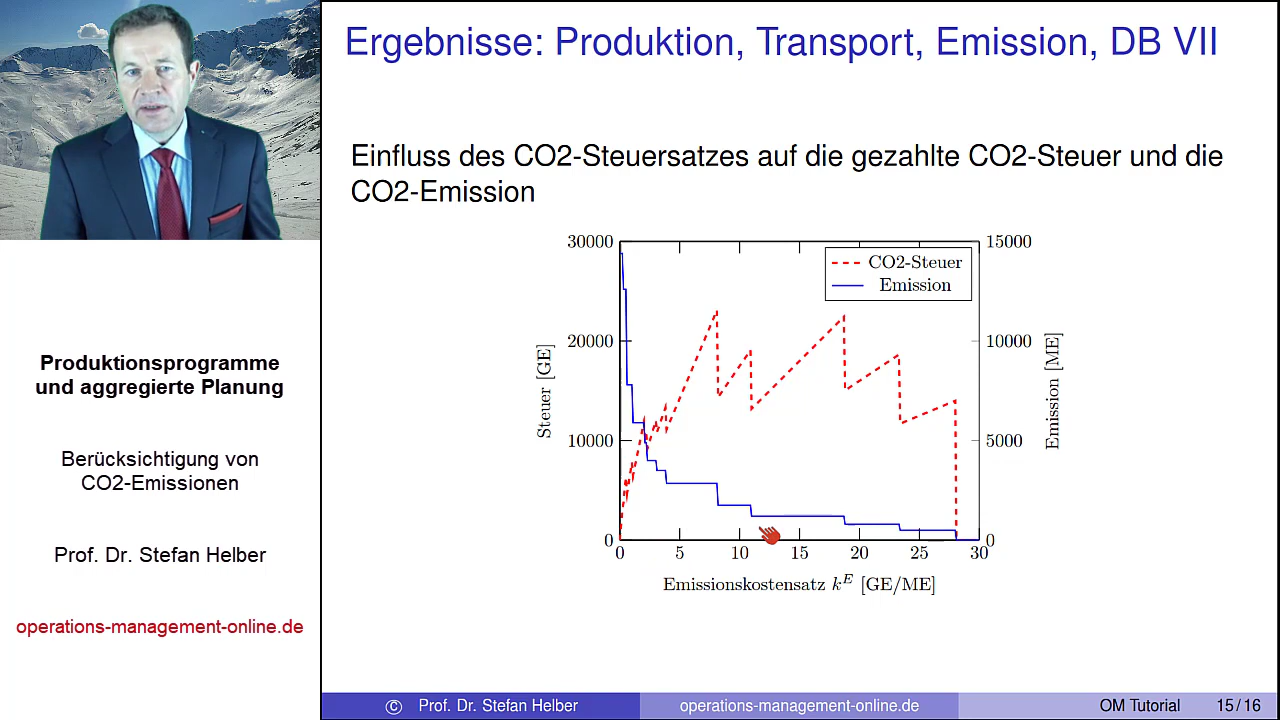 Ergebnisse: Produktion, Transport, Emission, DB VII
Einfluss des CO2-Steuersatzes auf die gezahlte CO2-Steuer und die
CO2-Emission
30000
20000
10000
0
Steuer [GE]
CO2-Steuer
Emission
15000
10000
5000
0
Emission [ME]
0 5 10 15 20 25 30
Emissionskostensatz k^E [GE/ME]
Produktionsprogramme
und aggregierte Planung
Berücksichtigung von
CO2-Emissionen
Prof. Dr. Stefan Helber
operations-management-online.de
© Prof. Dr. Stefan Helber operations-management-online.de OM Tutorial 15 / 16